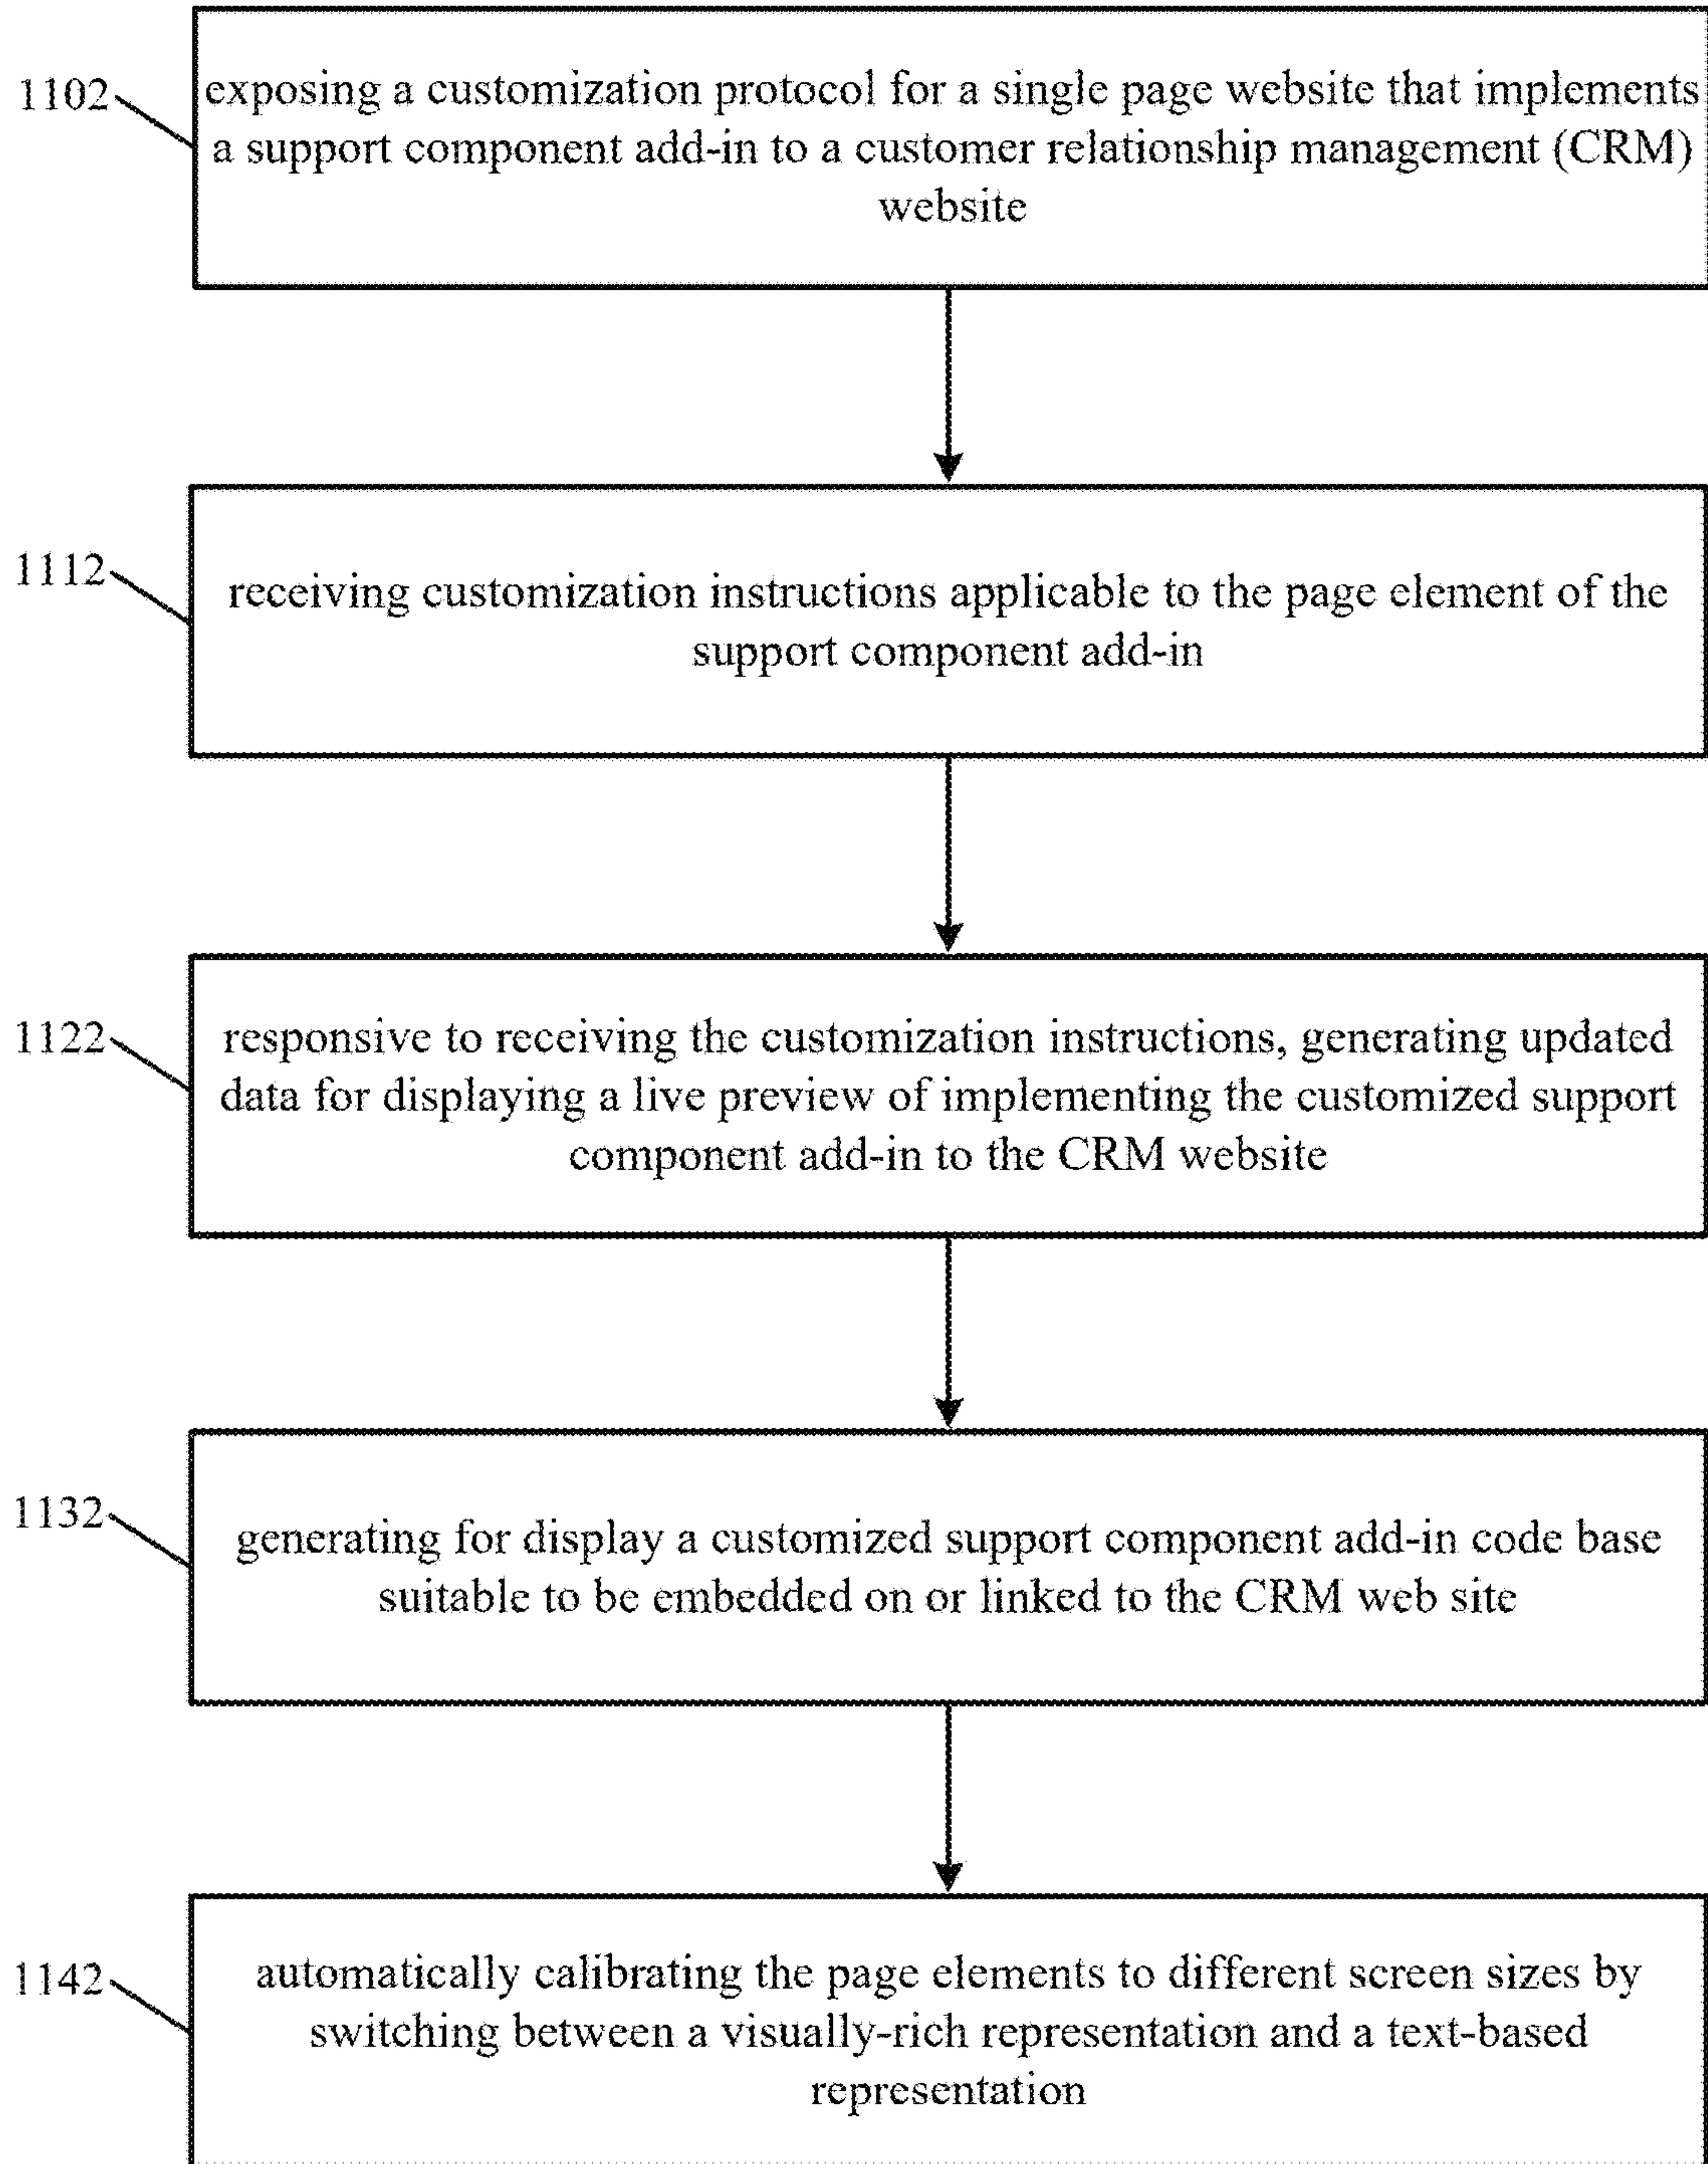 1102
exposing a customization protocol for a single page website that implements
a support component add-in to a customer relationship management (CRM)
website
1112
receiving customization instructions applicable to the page element of the
support component add-in
1122
responsive to receiving the customization instructions, generating updated
data for displaying a live preview of implementing the customized support
component add-in to the CRM website
1132
generating for display a customized support component add-in code base
suitable to be embedded on or linked to the CRM web site
1142
automatically calibrating the page elements to different screen sizes by
switching between a visually-rich representation and a text-based
representation